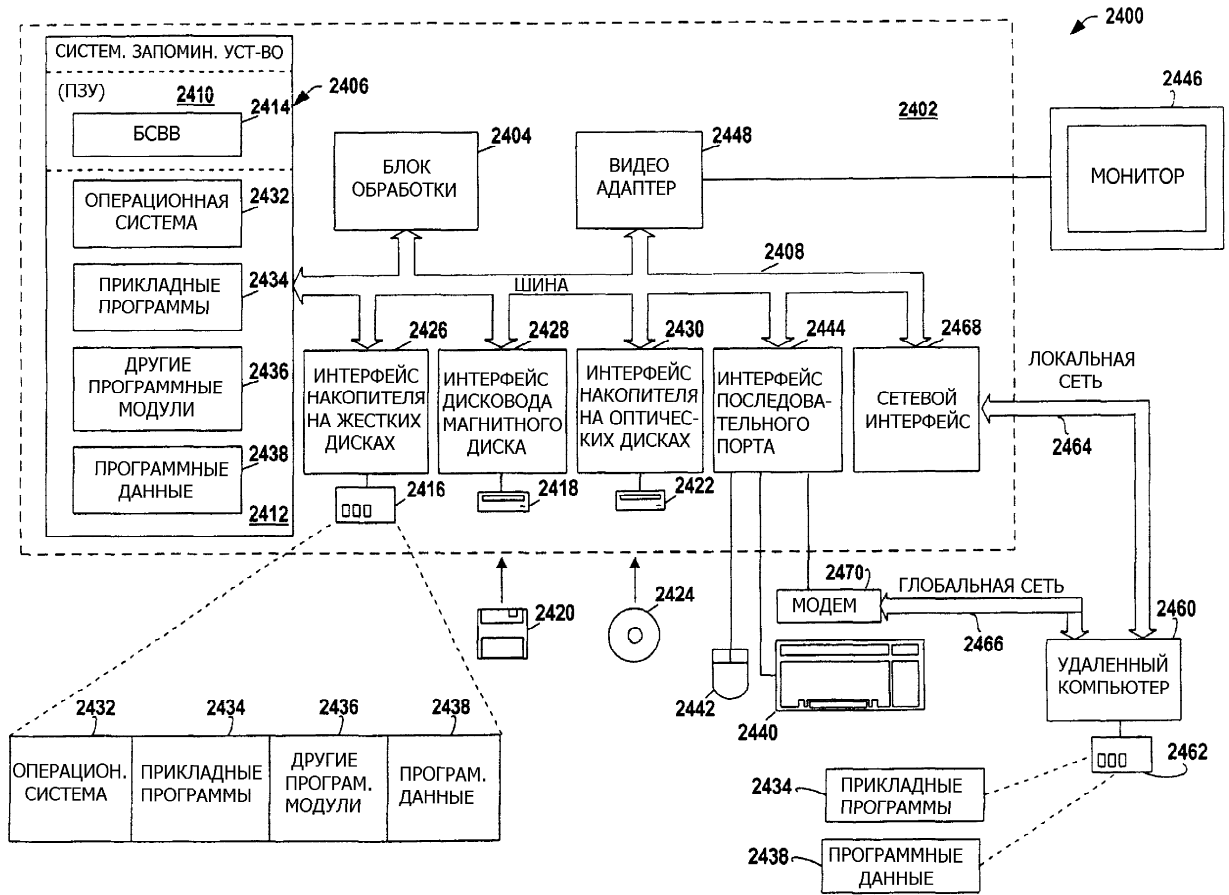 2400
СИСТЕМ. ЗАПОМИН. УСТ-ВО
(ПЗУ)
2410
2406
2414
БСВВ
2402
2446
МОНИТОР
2404
БЛОК
ОБРАБОТКИ
2448
ВИДЕО
АДАПТЕР
ОПЕРАЦИОННАЯ
СИСТЕМА
2432
ПРИКЛАДНЫЕ
ПРОГРАММЫ
2434
ДРУГИЕ
ПРОГРАММНЫЕ
МОДУЛИ
2436
ПРОГРАММНЫЕ
ДАННЫЕ
2438
2412
2408
ШИНА
2426
ИНТЕРФЕЙС
НАКОПИТЕЛЯ
НА ЖЕСТКИХ
ДИСКАХ
2428
ИНТЕРФЕЙС
ДИСКОВОДА
МАГНИТНОГО
ДИСКА
2430
ИНТЕРФЕЙС
НАКОПИТЕЛЯ
НА ОПТИЧЕС-
КИХ ДИСКАХ
2444
ИНТЕРФЕЙС
ПОСЛЕДОВА-
ТЕЛЬНОГО
ПОРТА
2468
СЕТЕВОЙ
ИНТЕРФЕЙС
ЛОКАЛЬНАЯ
СЕТЬ
2464
2416
2418
2422
2420
2424
2470
МОДЕМ
ГЛОБАЛЬНАЯ СЕТЬ
2466
2460
УДАЛЕННЫЙ
КОМПЬЮТЕР
2442
2440
2462
2432
ОПЕРАЦИОН.
СИСТЕМА
2434
ПРИКЛАДНЫЕ
ПРОГРАММЫ
2436
ДРУГИЕ
ПРОГРАМ.
МОДУЛИ
2438
ПРОГРАМ.
ДАННЫЕ
2434
ПРИКЛАДНЫЕ
ПРОГРАММЫ
2438
ПРОГРАММНЫЕ
ДАННЫЕ